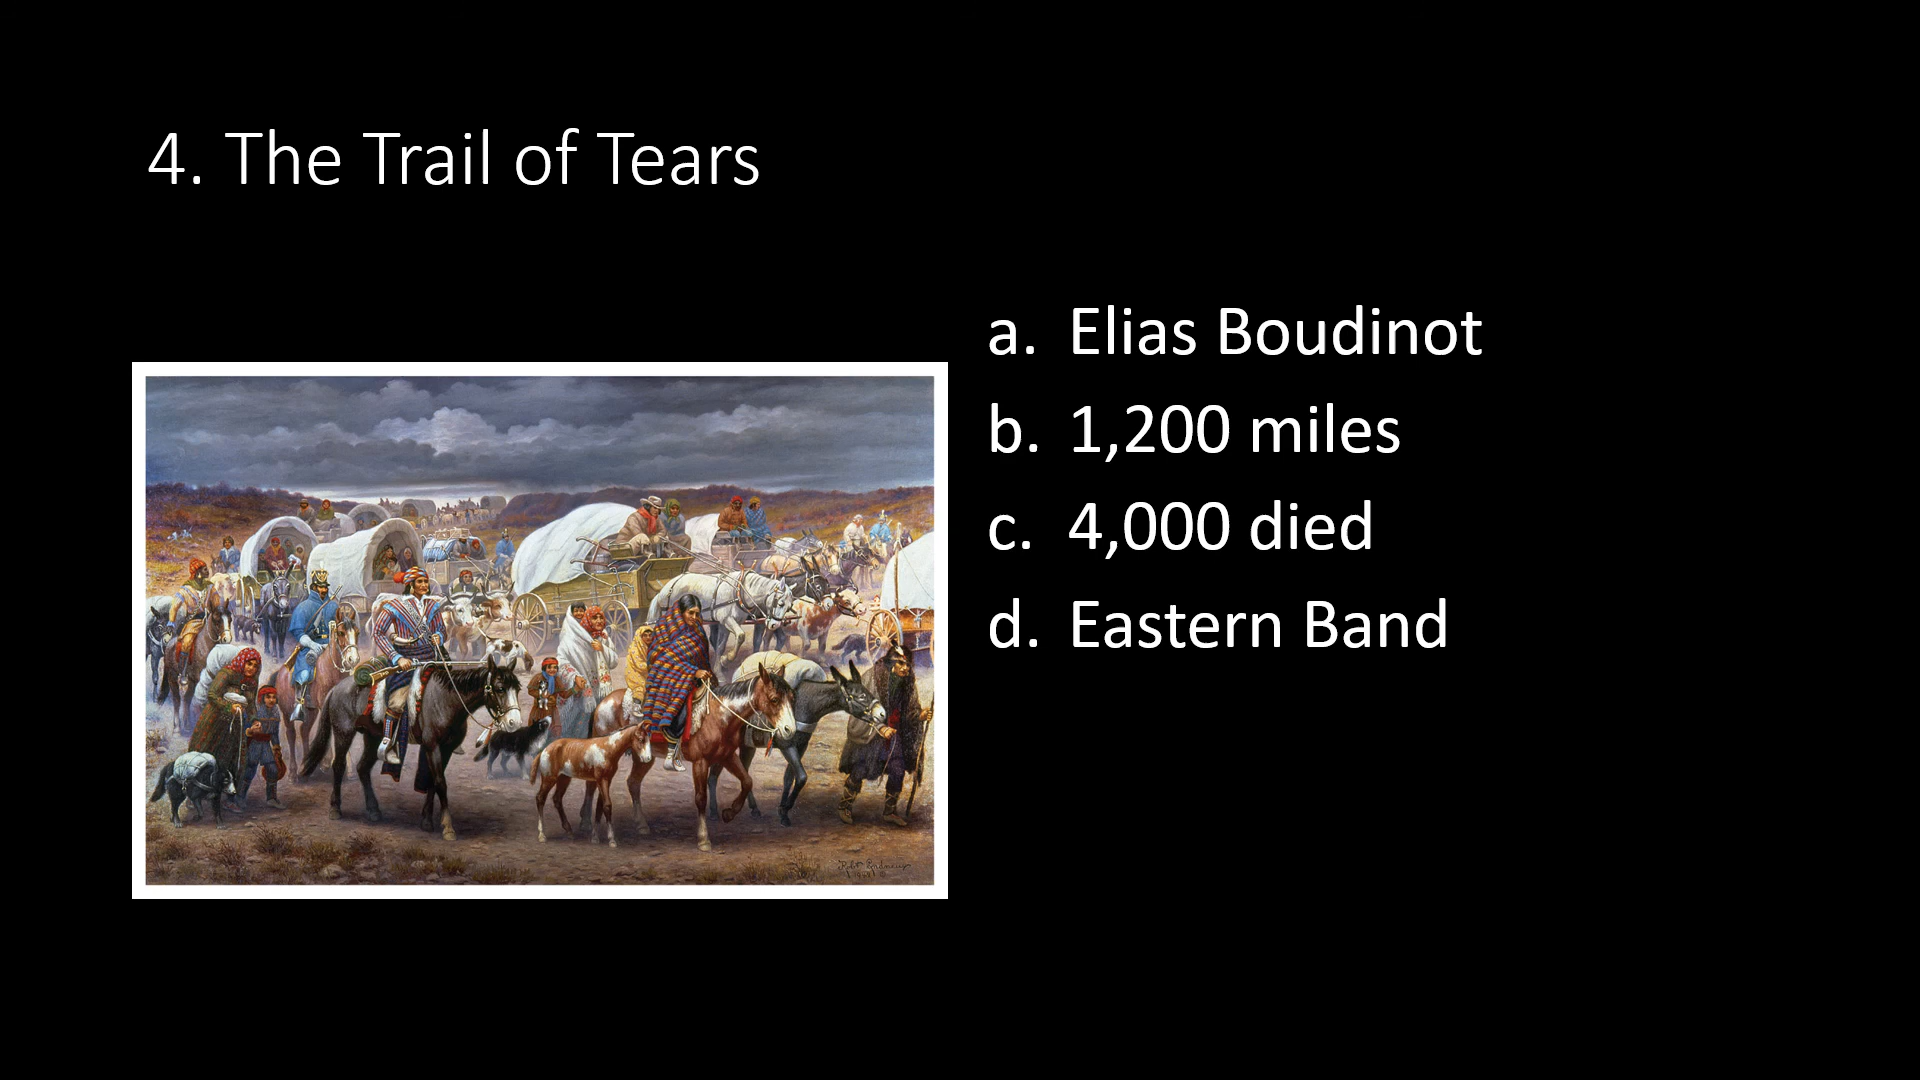 4. The Trail of Tears
a. Elias Boudinot
b. 1,200 miles
c. 4,000 died
d. Eastern Band